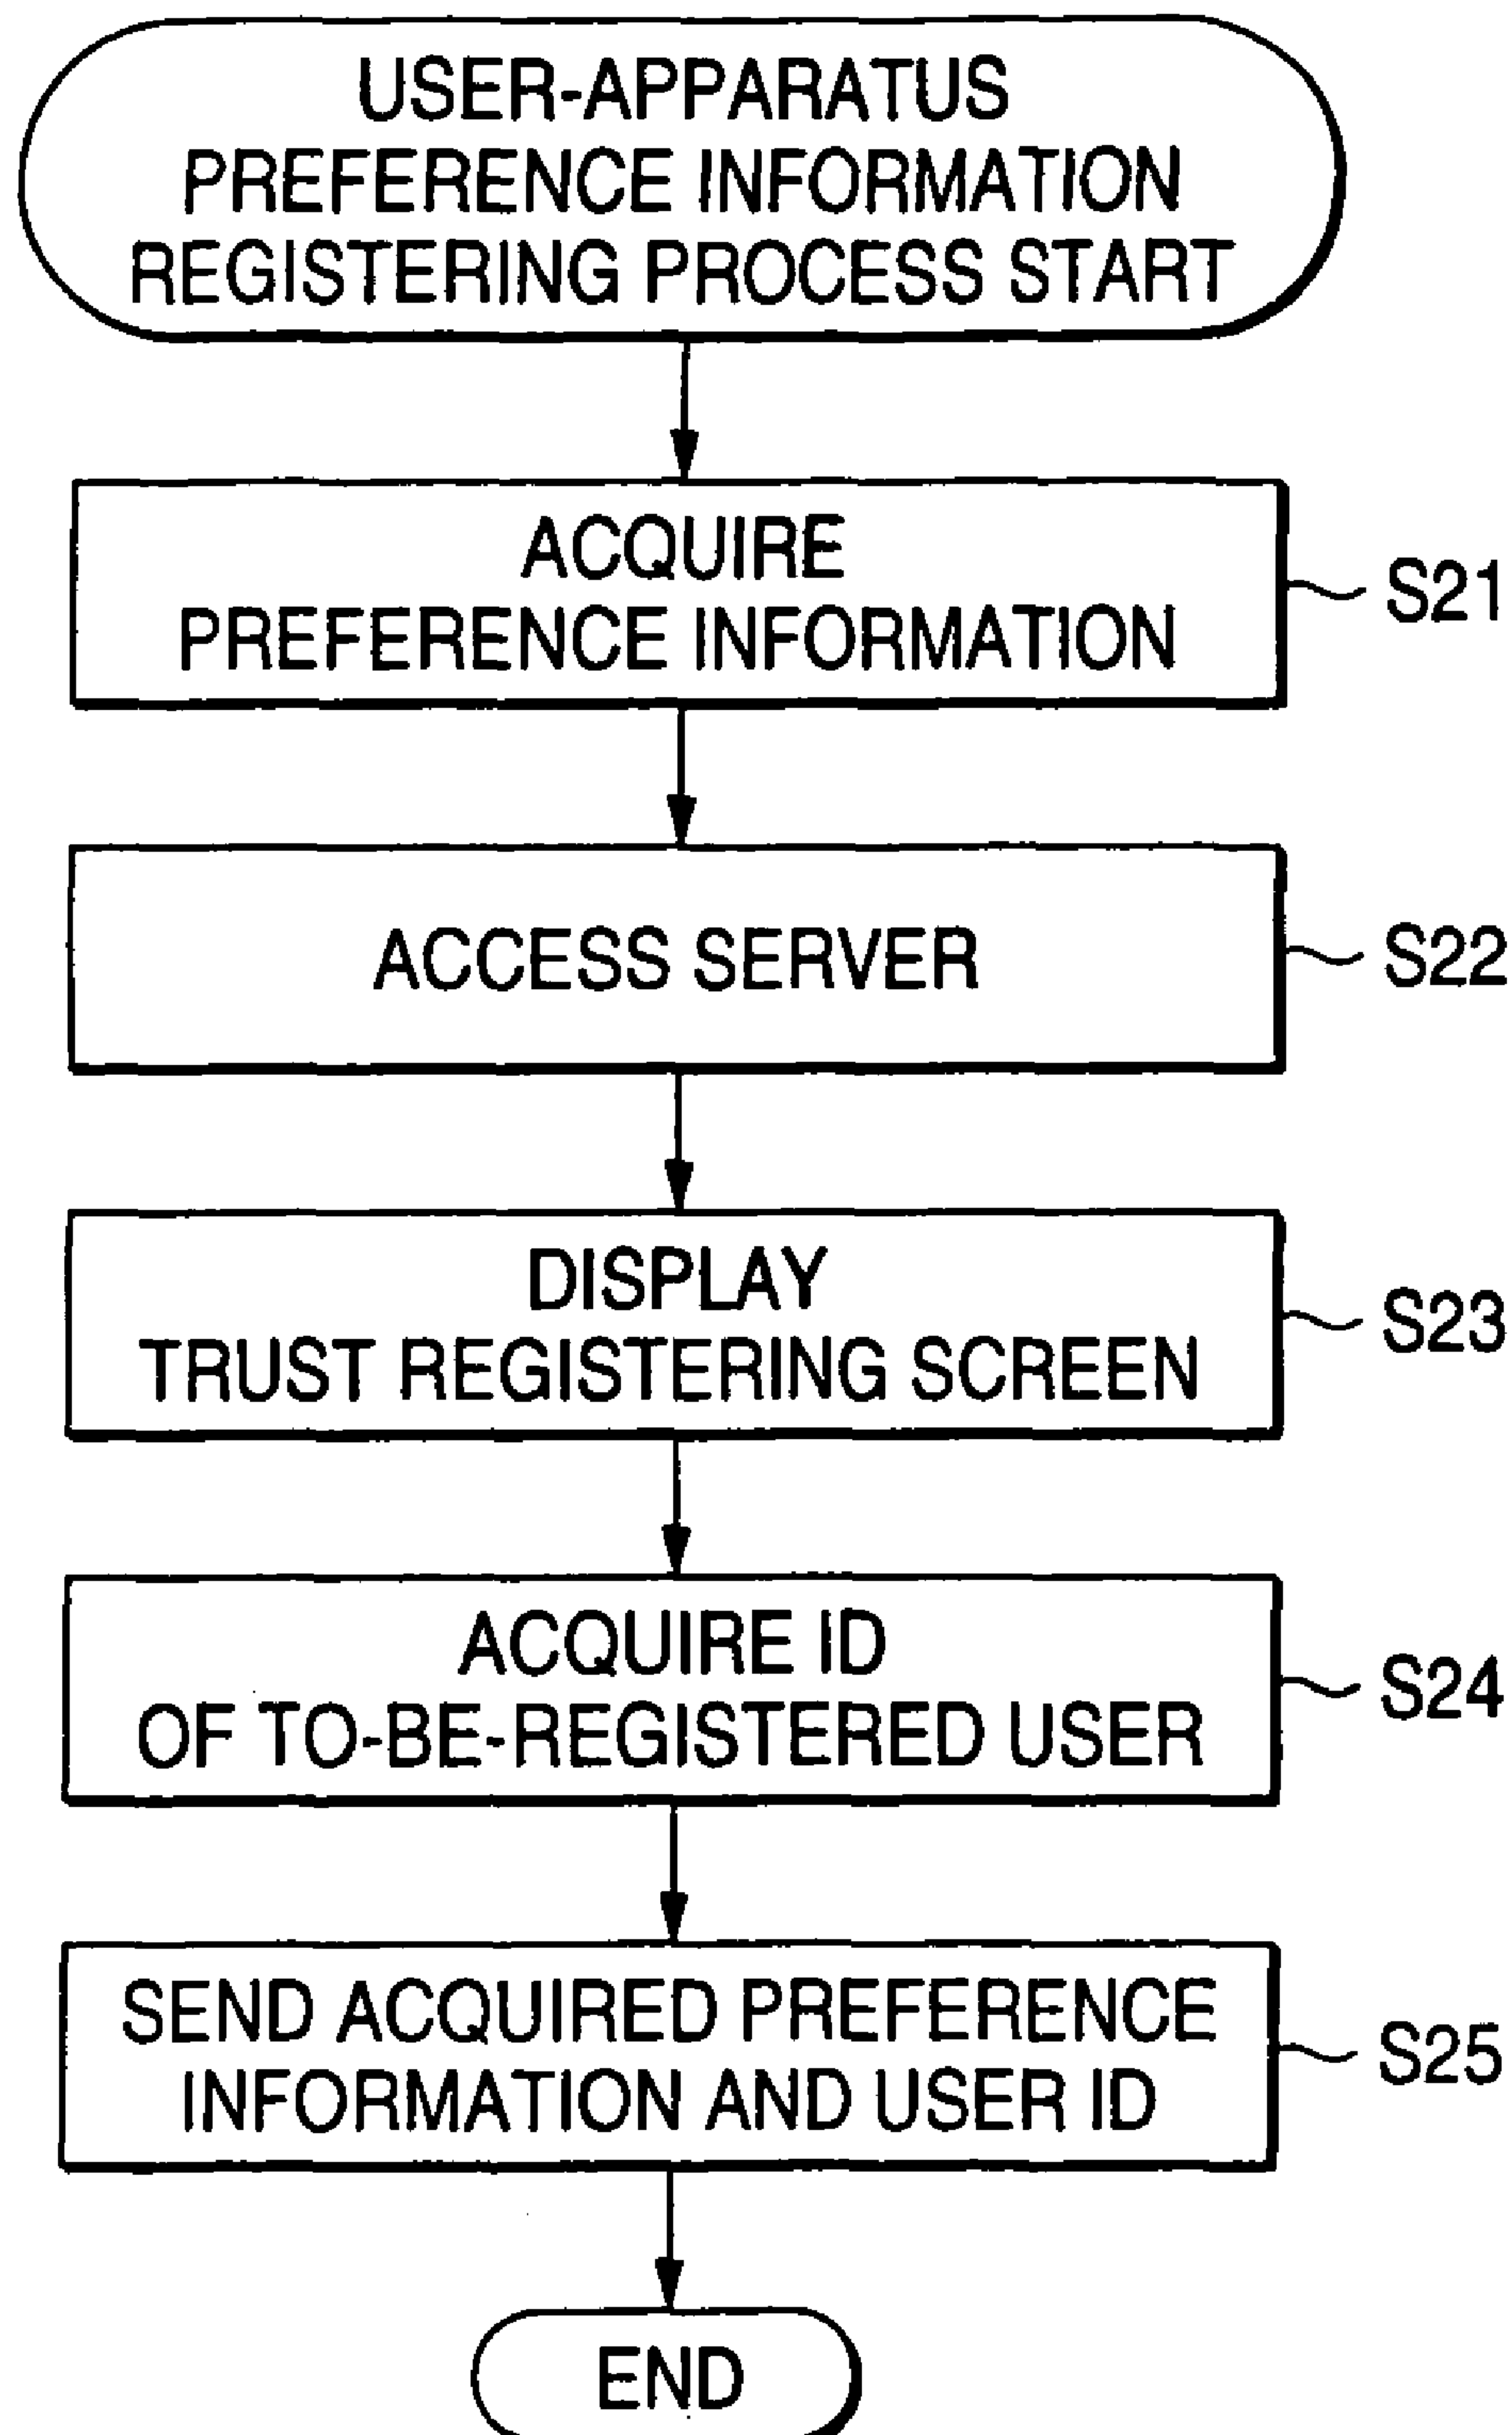 USER-APPARATUS
PREFERENCE INFORMATION
REGISTERING PROCESS START
ACQUIRE
PREFERENCE INFORMATION
S21
ACCESS SERVER
S22
DISPLAY
TRUST REGISTERING SCREEN
S23
ACQUIRE ID
OF TO-BE-REGISTERED USER
S24
SEND ACQUIRED PREFERENCE
INFORMATION AND USER ID
S25
END